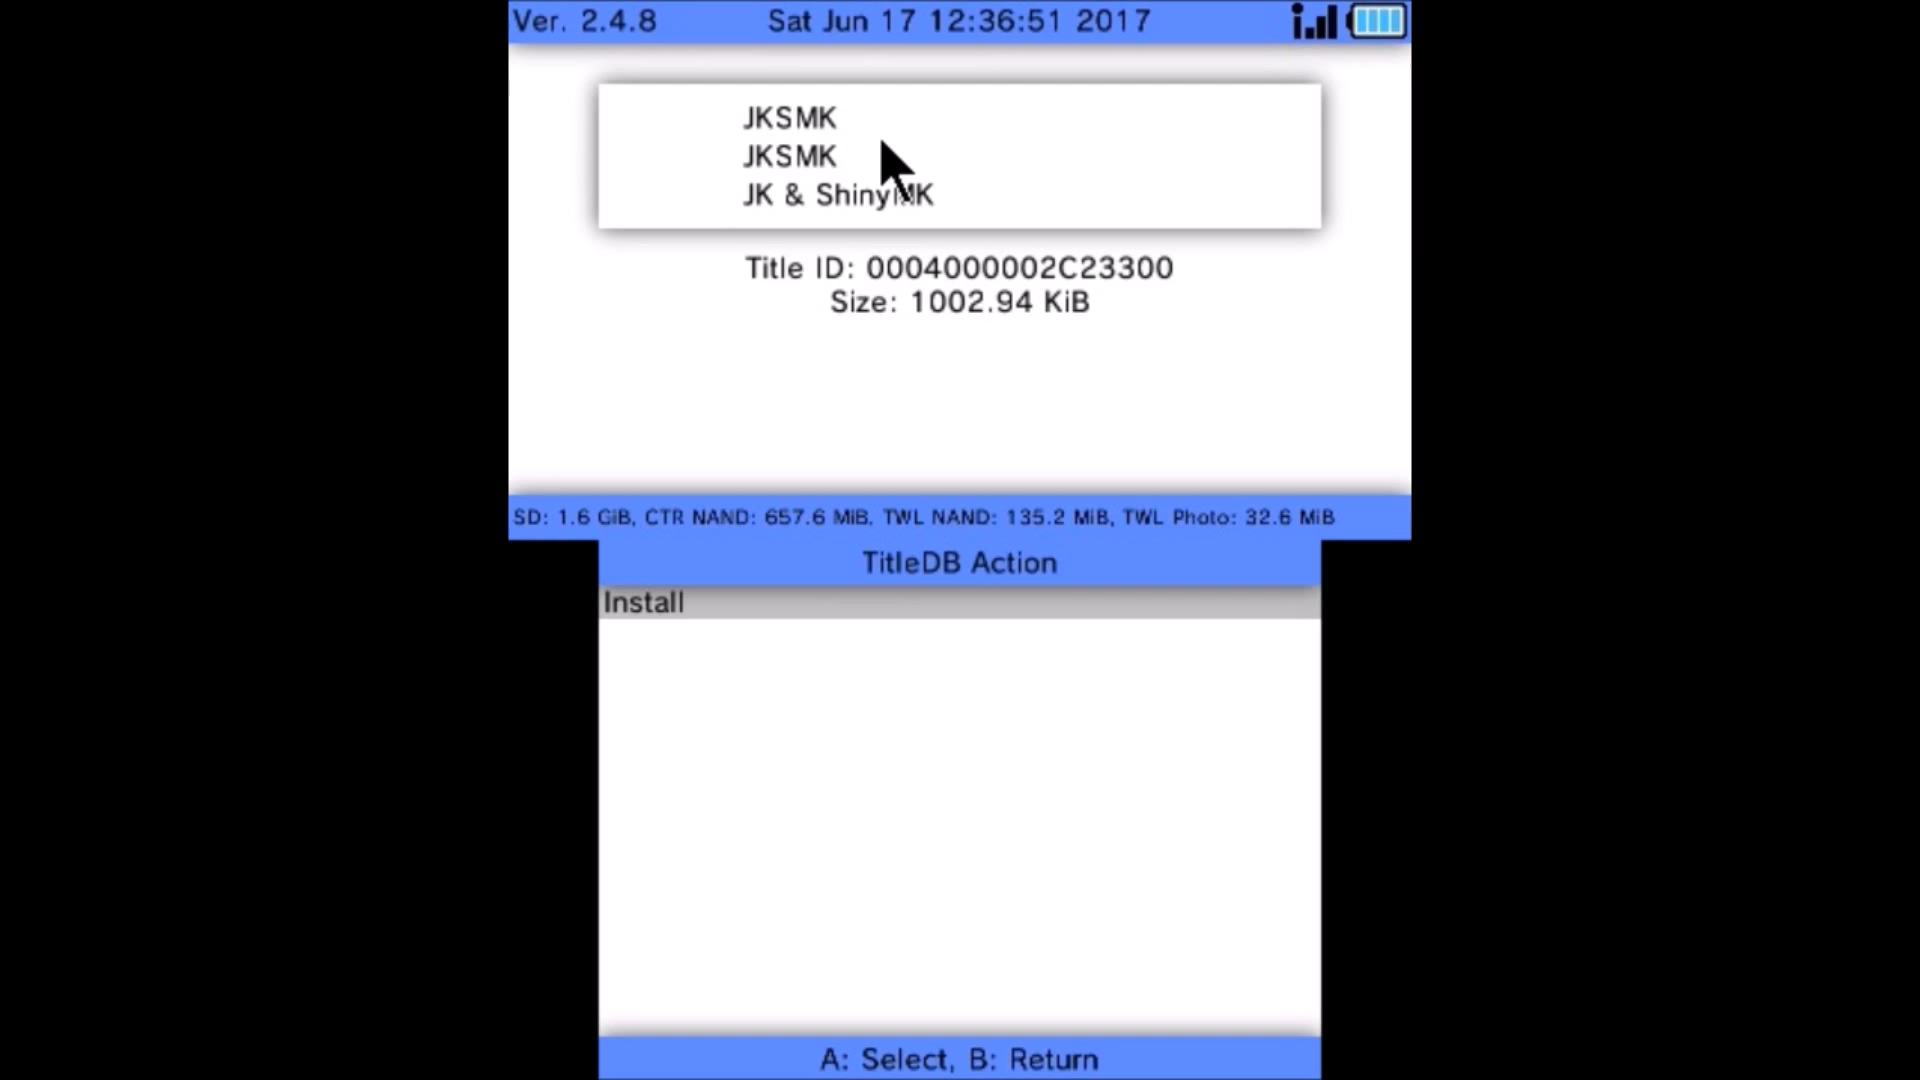 Ver. 2.4.8
Sat Jun 17 12:36:51 2017
JKSMK
JKSMK
JK & ShinyMK
Title ID: 0004000002C23300
Size: 1002.94 KiB
SD: 1.6 GiB, CTR NAND: 657.6 MiB, TWL NAND: 135.2 MiB, TWL Photo: 32.6 MiB
TitleDB Action
Install
A: Select, B: Return